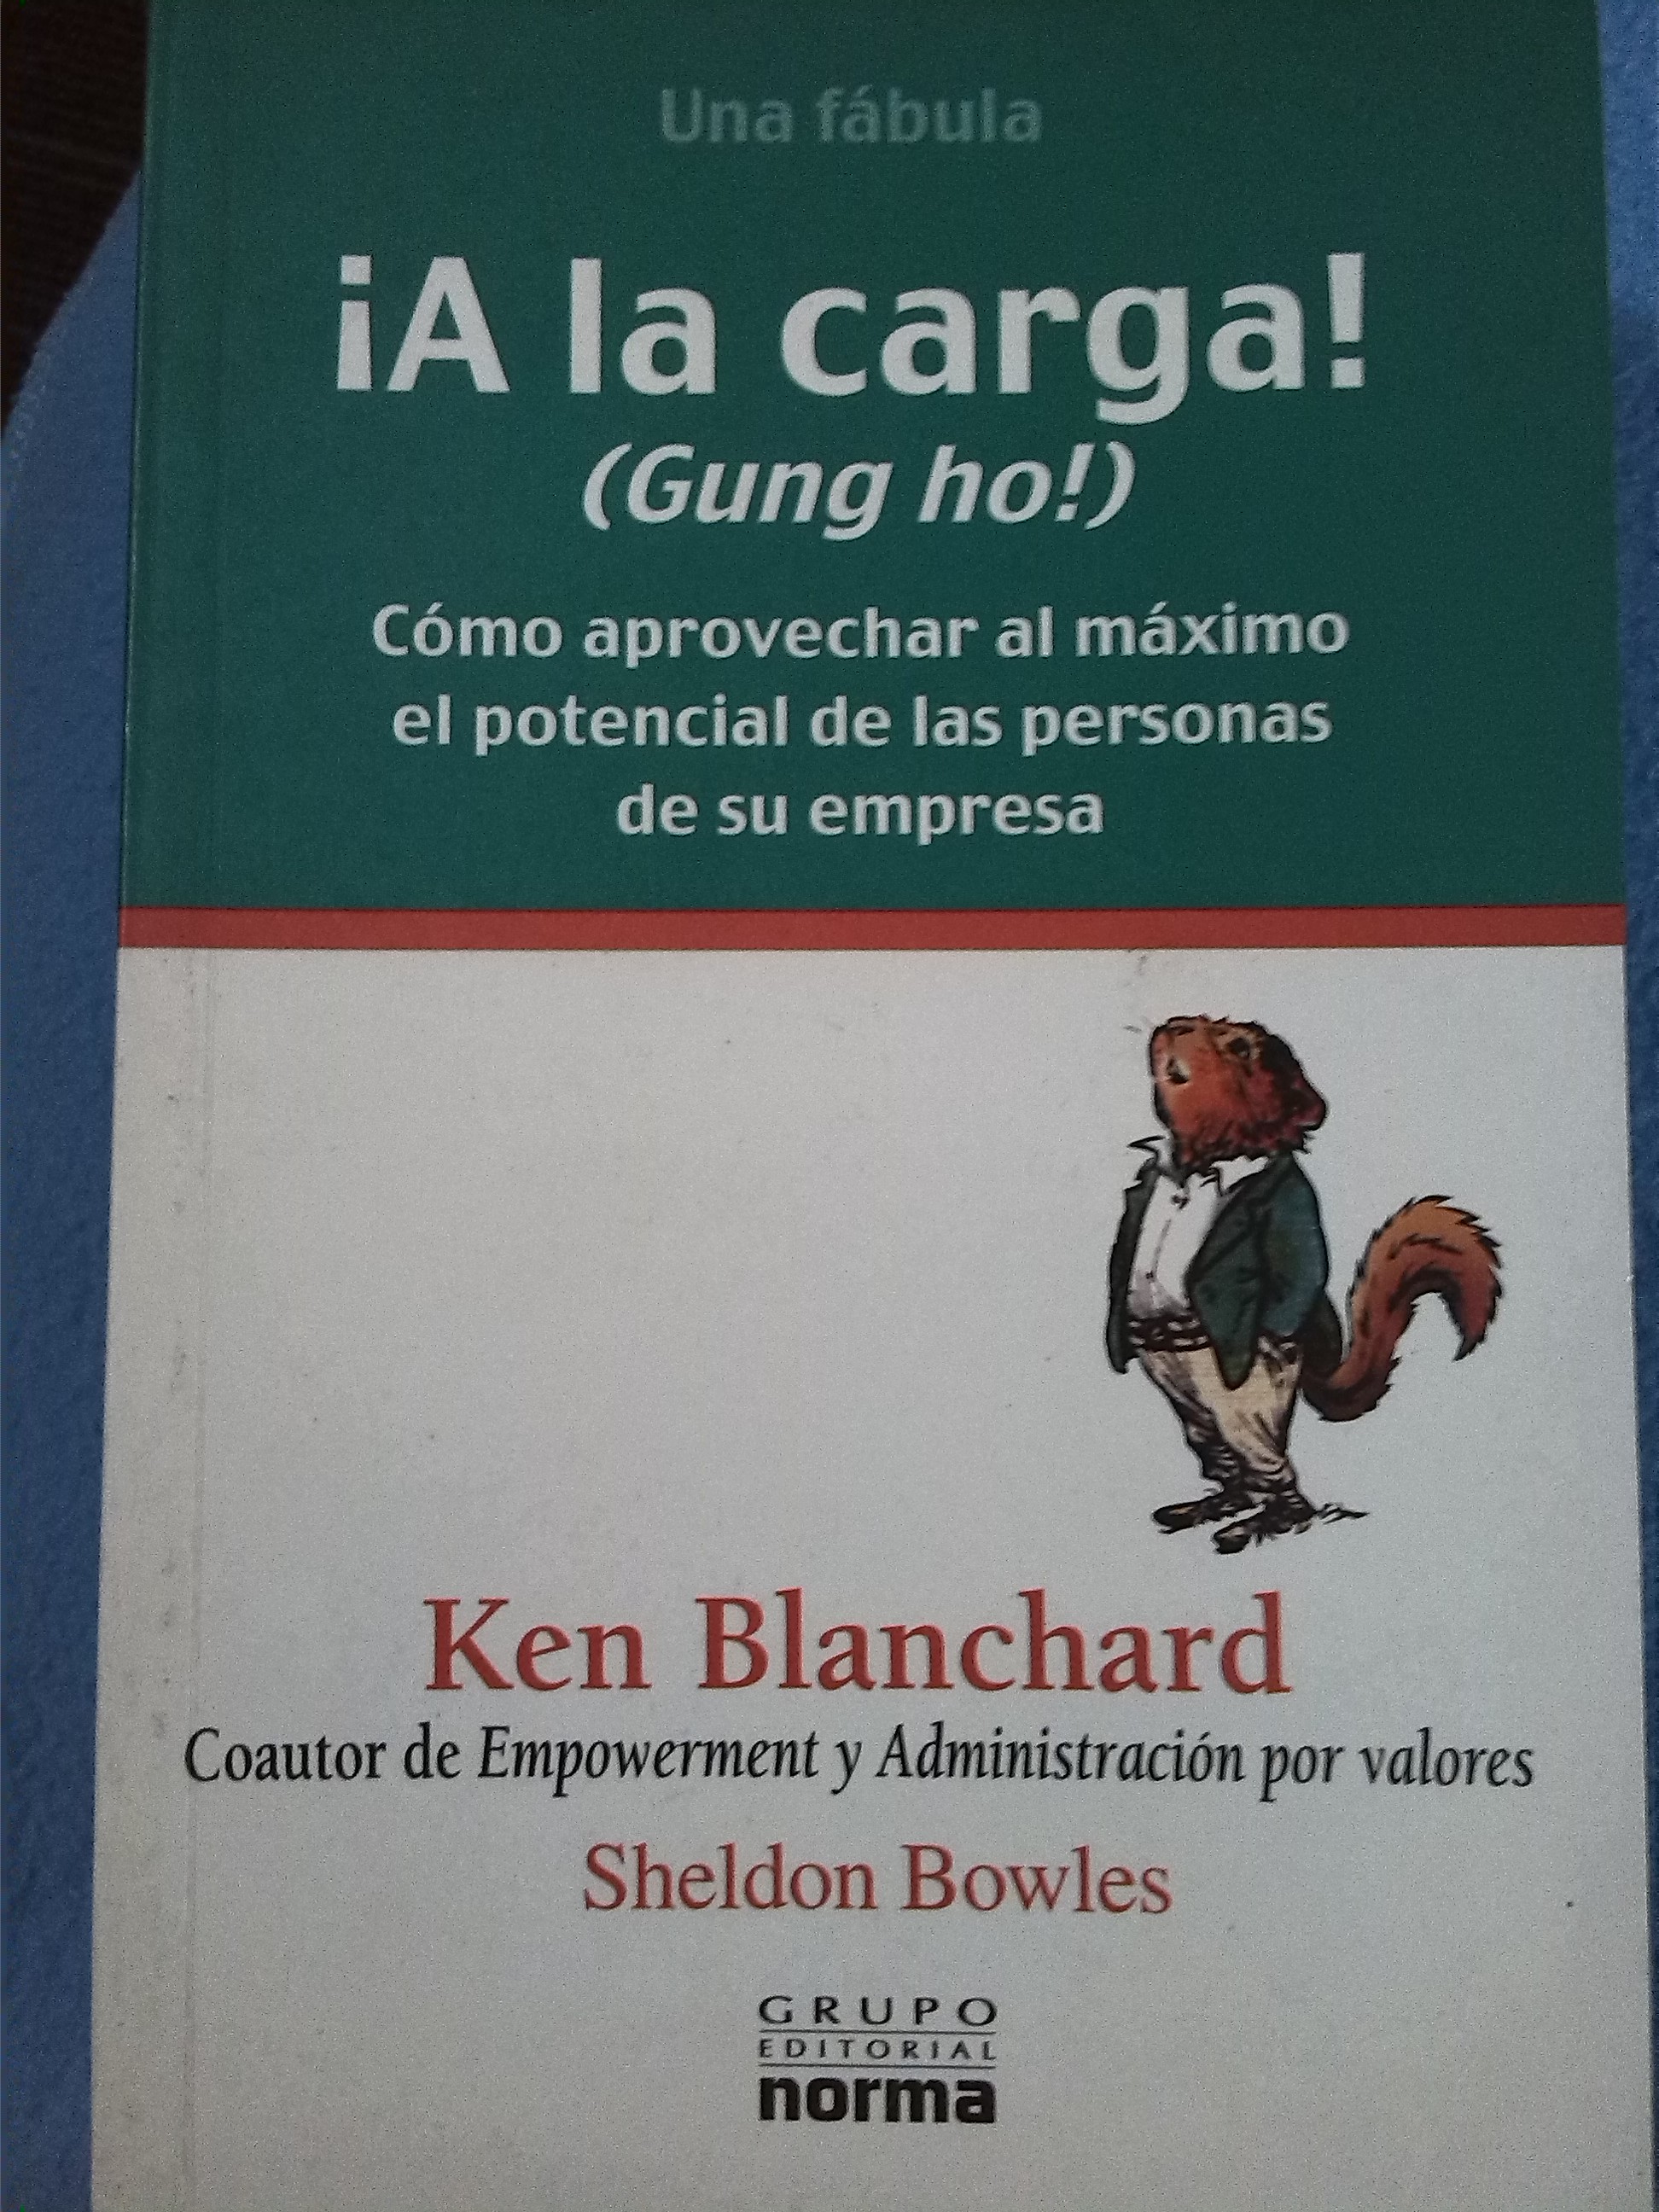 Una fábula
¡A la carga!
(Gung ho!)
Cómo aprovechar al máximo
el potencial de las personas
de su empresa
Ken Blanchard
Coautor de Empowerment y Administración por valores
Sheldon Bowles
GRUPO
EDITORIAL
norma